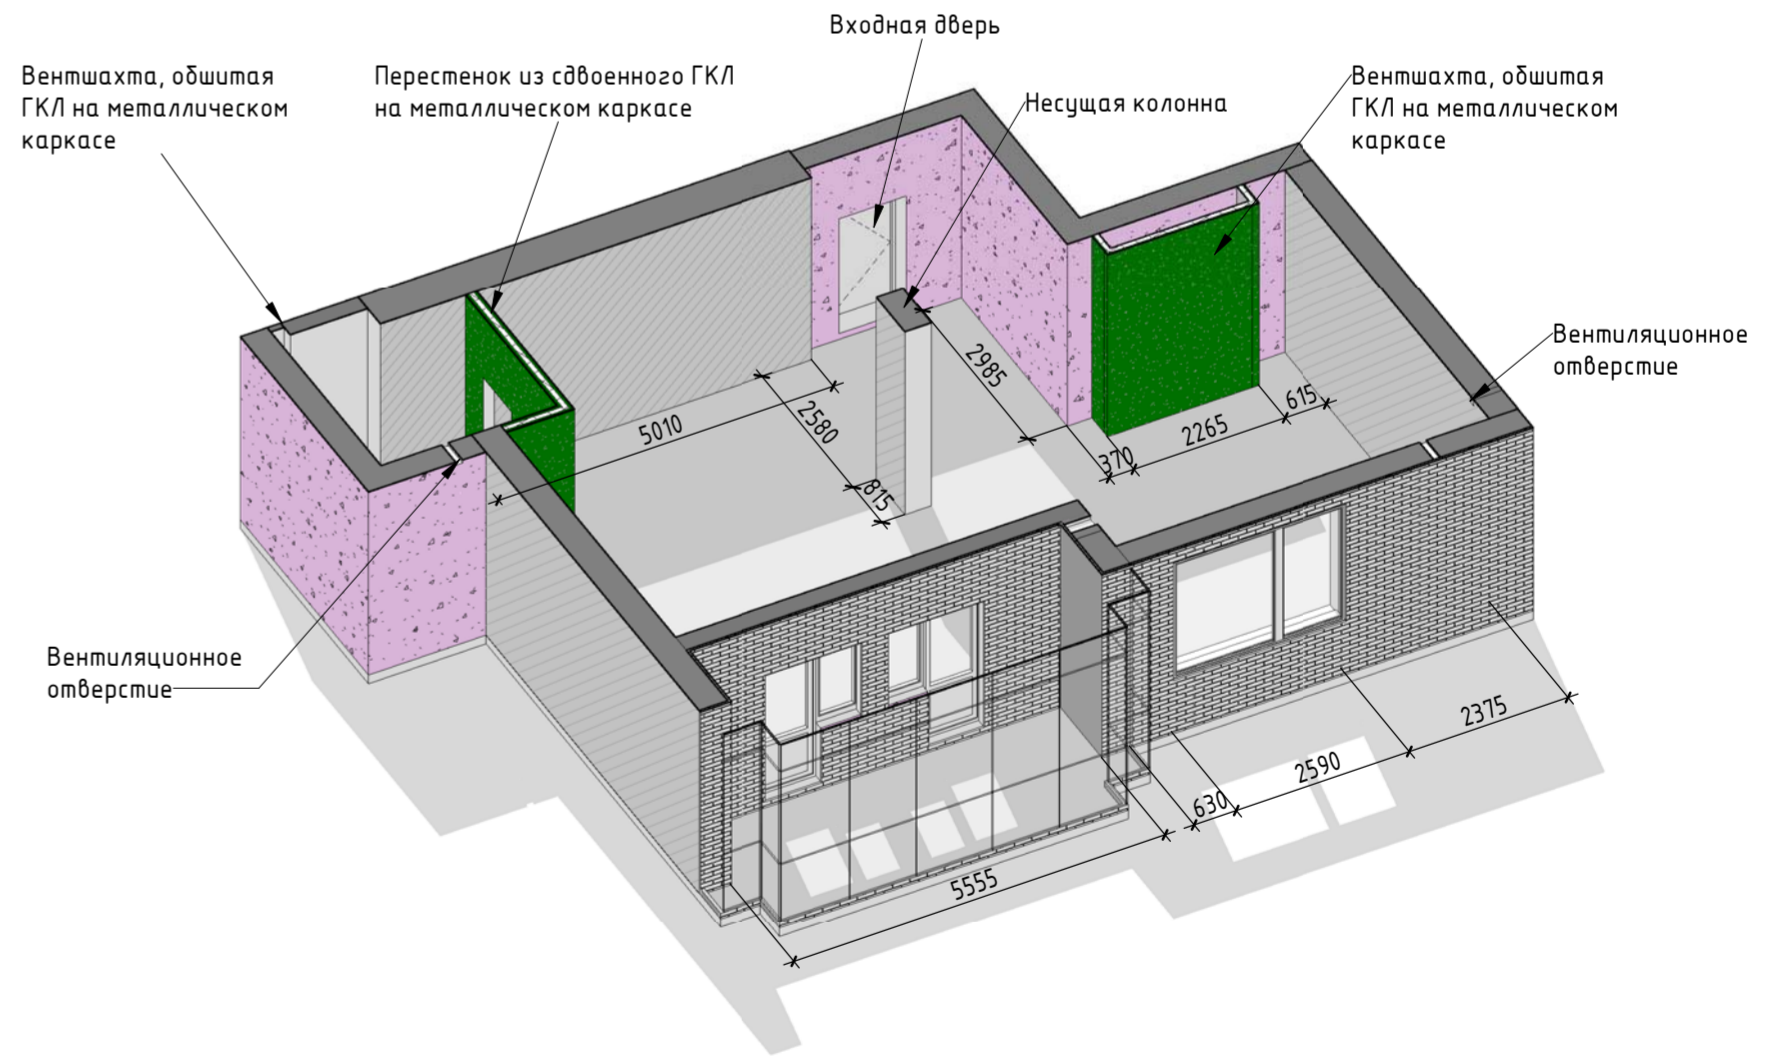 Входная дверь
Вентшахта, обшитая
ГКЛ на металлическом
каркасе
Перестенок из сдвоенного ГКЛ
на металлическом каркасе
Несущая колонна
Вентшахта, обшитая
ГКЛ на металлическом
каркасе
Вентиляционное
отверстие
2985
615
5010
2580
2265
370
815
Вентиляционное
отверстие
2375
2590
630
5555